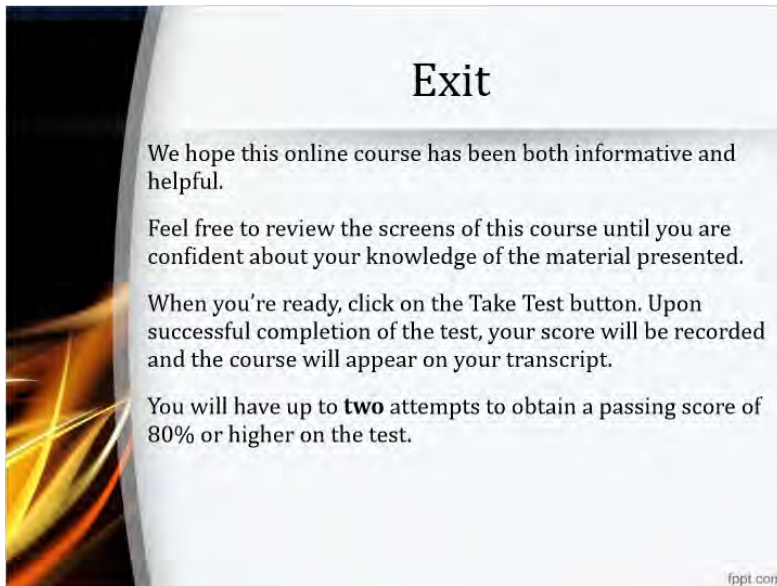 Exit
We hope this online course has been both informative and
helpful.
Feel free to review the screens of this course until you are
confident about your knowledge of the material presented.
When you're ready, click on the Take Test button. Upon
successful completion of the test, your score will be recorded
and the course will appear on your transcript.
You will have up to two attempts to obtain a passing score of
80% or higher on the test.
fppt.com